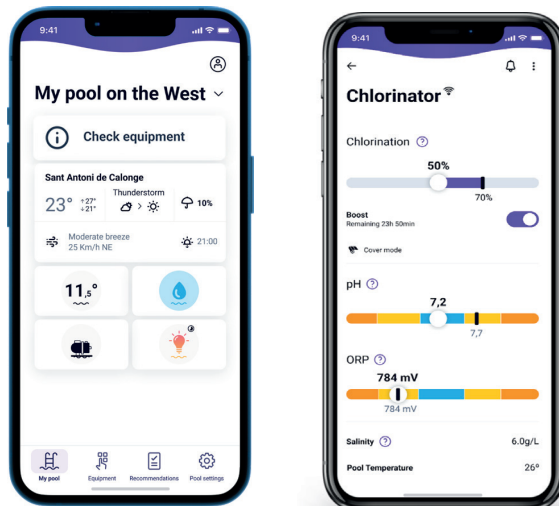 9:41
My pool on the West
Check equipment
Sant Antoni de Calonge
23° ↑27° ↓21°
Thunderstorm
>
10%
Moderate breeze
25 Km/h NE
21:00
11,5°
My pool
Equipment
Recommendations
Pool settings
9:41
Chlorinator
Chlorination ?
50%
70%
Boost
Remaining 23h 50min
Cover mode
pH ?
7,2
7,7
ORP ?
784 mV
784 mV
Salinity ? 6.0g/L
Pool Temperature 26º